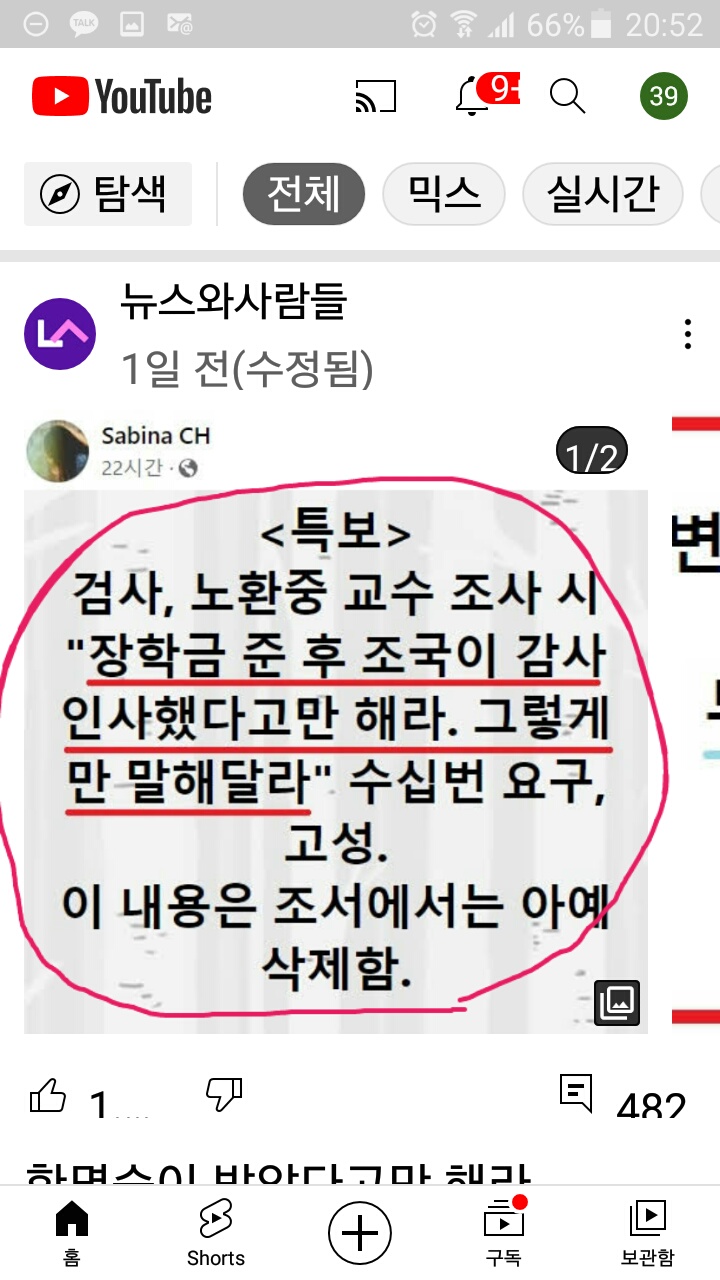 TALK 66% 20:52
YouTube 9+ 39
탐색 전체 믹스 실시간
뉴스와사람들
1일 전(수정됨)
Sabina CH
22시간 ·
1/2
<특보>
검사, 노환중 교수 조사 시
"장학금 준 후 조국이 감사
인사했다고만 해라. 그렇게
만 말해달라" 수십번 요구,
고성.
이 내용은 조서에서는 아예
삭제함.
변
482
홈 Shorts 구독 보관함